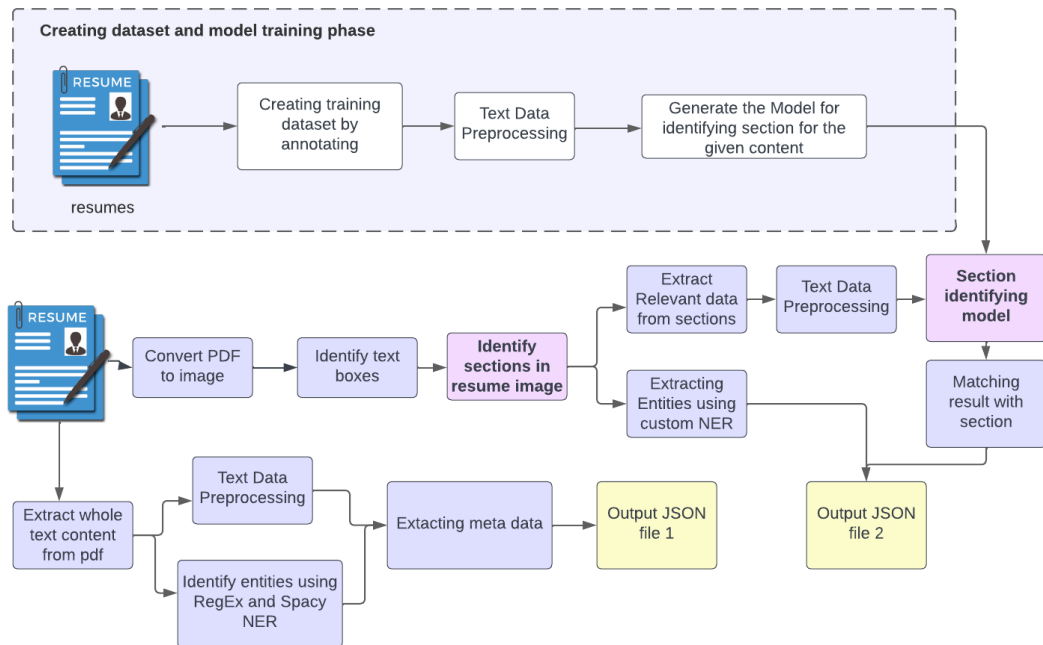 Creating dataset and model training phase
RESUME
resumes
Creating training
dataset by
annotating
Text Data
Preprocessing
Generate the Model for
identifying section for the
given content
RESUME
Convert PDF
to image
Identify text
boxes
Identify
sections in
resume image
Extract
Relevant data
from sections
Text Data
Preprocessing
Section
identifying
model
Extracting
Entities using
custom NER
Matching
result with
section
Extract whole
text content
from pdf
Text Data
Preprocessing
Identify entities using
RegEx and Spacy
NER
Extacting meta data
Output JSON
file 1
Output JSON
file 2